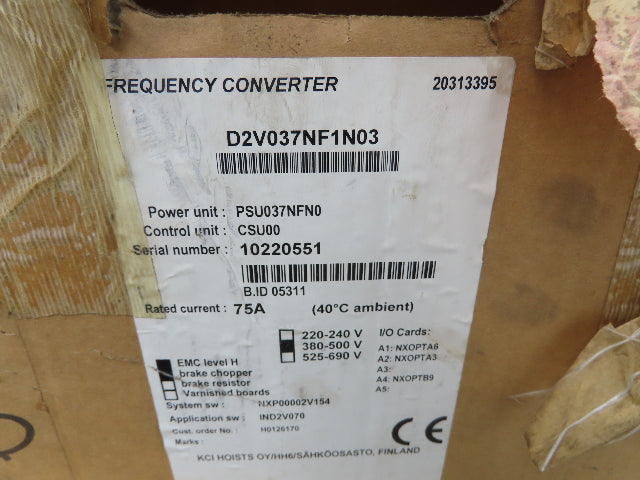 FREQUENCY CONVERTER 20313395
D2V037NF1N03
Power unit : PSU037NFN0
Control unit : CSU00
Serial number : 10220551
B.ID 05311
Rated current : 75A (40°C ambient)
220-240 V I/O Cards:
380-500 V A1: NXOPTA6
525-690 V A2: NXOPTA3
EMC level H A3:
brake chopper A4: NXOPTB9
brake resistor A5:
Varnished boards
System sw : NXP00002V154
Application sw : IND2V070
Cust. order No. : H0126170
Marks : CE
KCI HOISTS OY/HH6/SÄHKÖOSASTO, FINLAND